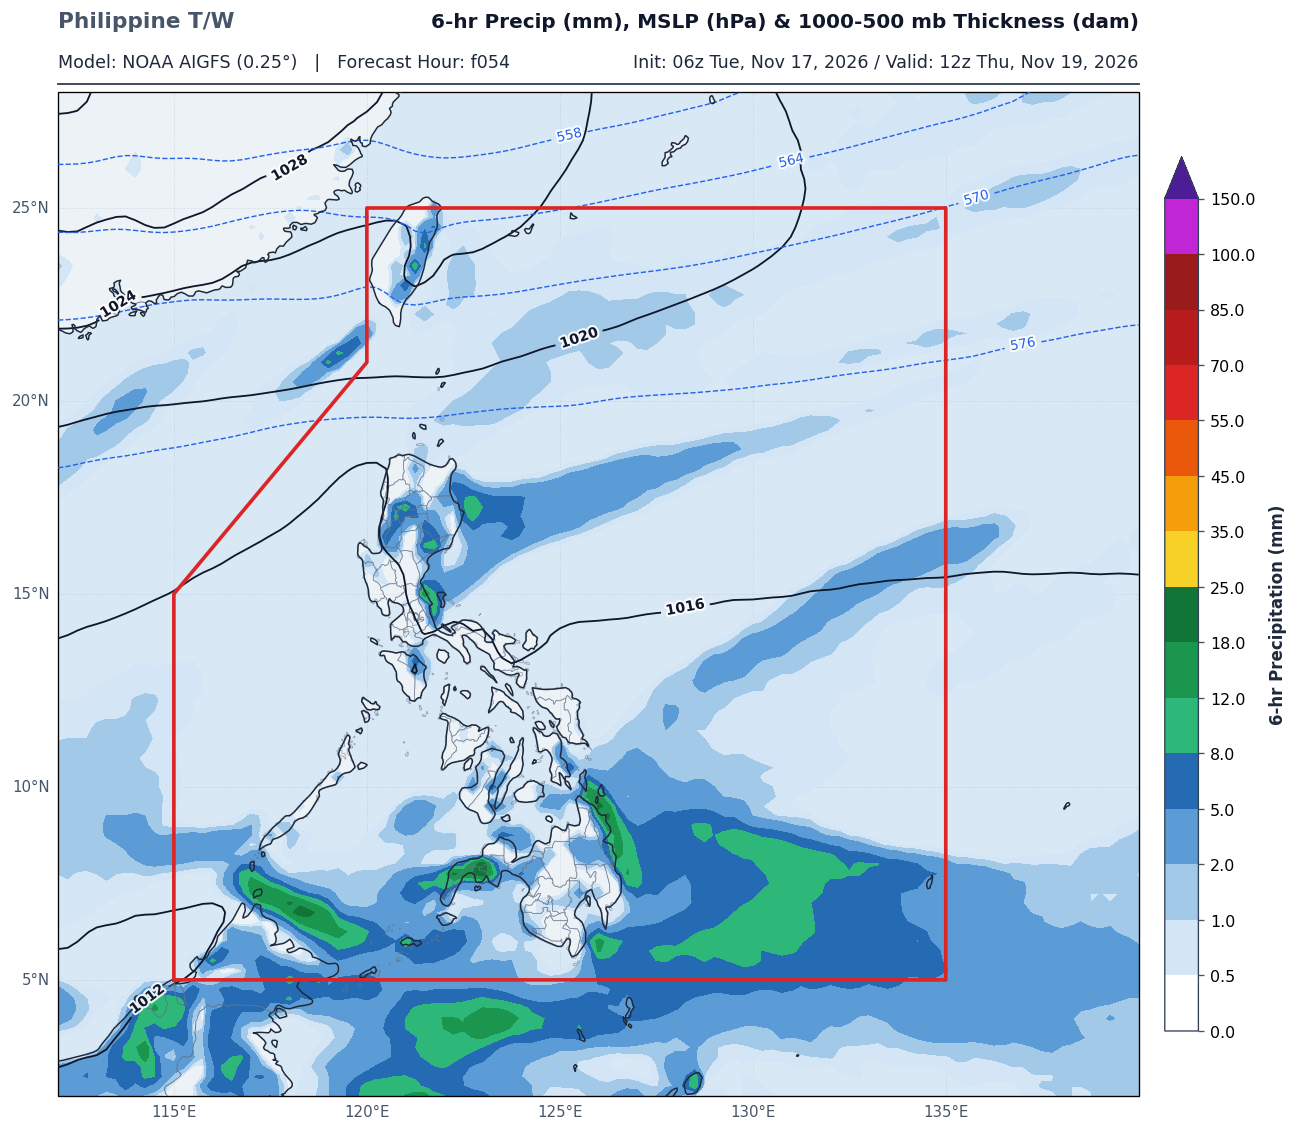 Philippine T/W
6-hr Precip (mm), MSLP (hPa) & 1000-500 mb Thickness (dam)
Model: NOAA AIGFS (0.25°) | Forecast Hour: f054
Init: 06z Tue, Nov 17, 2026 / Valid: 12z Thu, Nov 19, 2026
558
564
570
576
1028
1024
1020
1016
1012
25°N
20°N
15°N
10°N
5°N
115°E
120°E
125°E
130°E
135°E
150.0
100.0
85.0
70.0
55.0
45.0
35.0
25.0
18.0
12.0
8.0
5.0
2.0
1.0
0.5
0.0
6-hr Precipitation (mm)